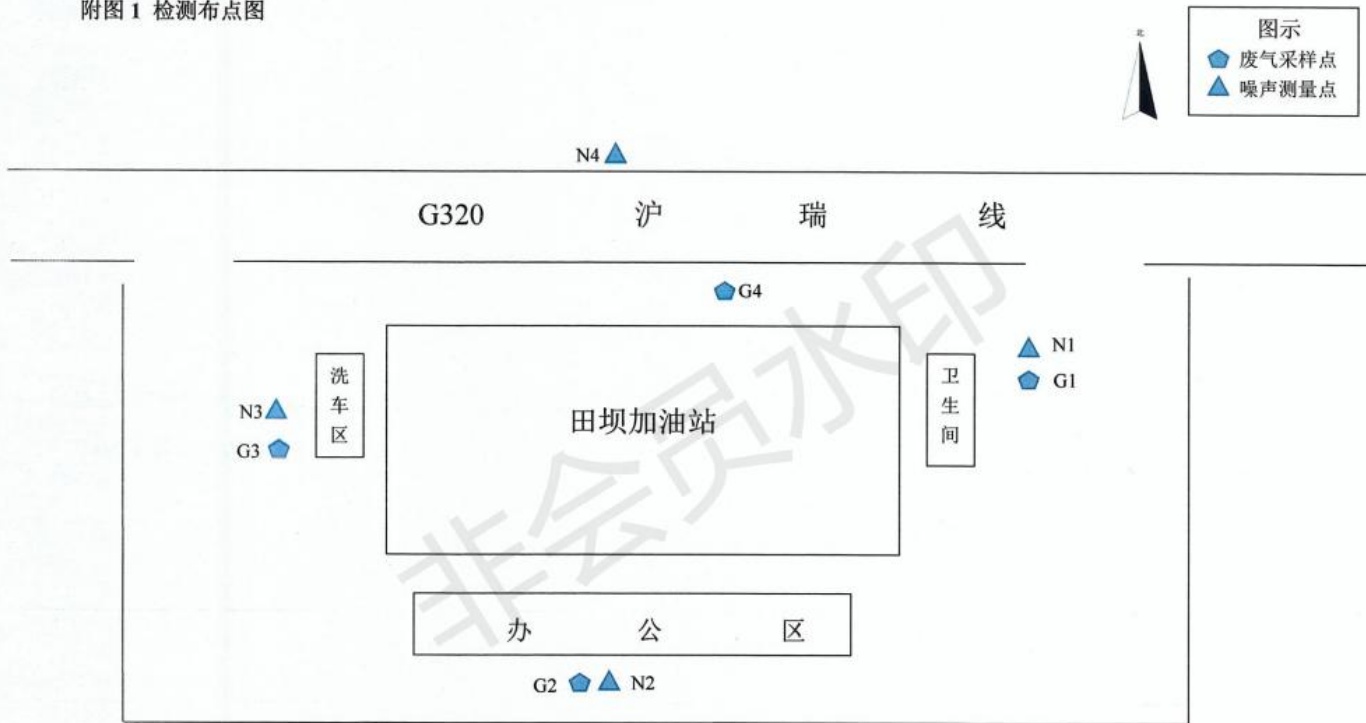 附图 1 检测布点图
北
图示
废气采样点
噪声测量点
N4
G320 沪 瑞 线
G4
N1
G1
洗车区
卫生间
N3
G3
田坝加油站
办 公 区
G2
N2
非会员水印